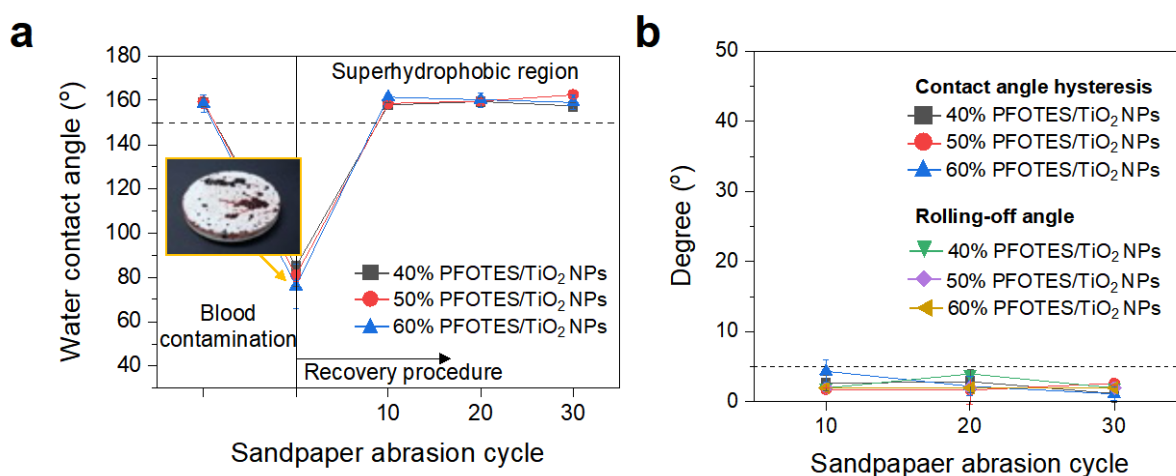 a
180
160
140
120
100
80
60
40
Water contact angle (º)
Superhydrophobic region
40% PFOTES/TiO2 NPs
50% PFOTES/TiO2 NPs
60% PFOTES/TiO2 NPs
Blood
contamination
Recovery procedure
10 20 30
Sandpaper abrasion cycle
b
50
40
30
20
10
0
Degree (º)
Contact angle hysteresis
40% PFOTES/TiO2 NPs
50% PFOTES/TiO2 NPs
60% PFOTES/TiO2 NPs
Rolling-off angle
40% PFOTES/TiO2 NPs
50% PFOTES/TiO2 NPs
60% PFOTES/TiO2 NPs
10 20 30
Sandpapaer abrasion cycle